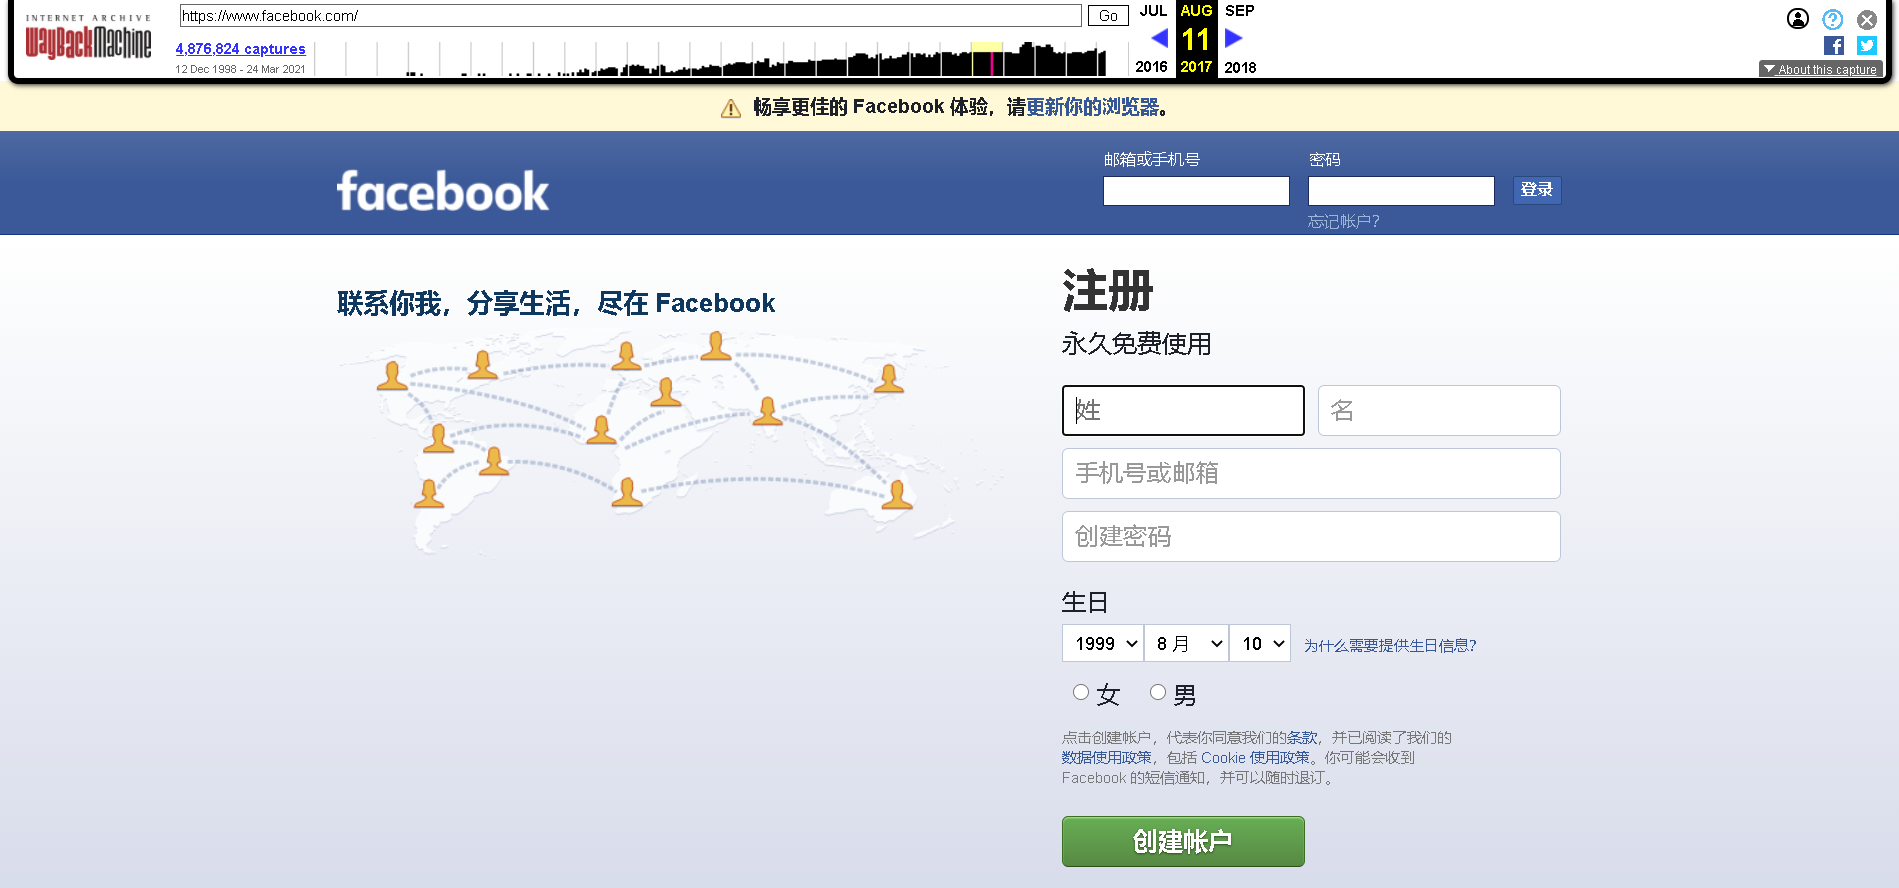 INTERNET ARCHIVE
WayBackMachine
https://www.facebook.com/
Go
JUL AUG SEP
4,876,824 captures
11
12 Dec 1998 - 24 Mar 2021
2016 2017 2018
?
About this capture
畅享更佳的 Facebook 体验，请更新你的浏览器。
facebook
邮箱或手机号
密码
登录
忘记帐户？
联系你我，分享生活，尽在 Facebook
注册
永久免费使用
姓
名
手机号或邮箱
创建密码
生日
1999 8 月 10 为什么需要提供生日信息？
女 男
点击创建帐户，代表你同意我们的条款，并已阅读了我们的
数据使用政策，包括 Cookie 使用政策。你可能会收到
Facebook 的短信通知，并可以随时退订。
创建帐户